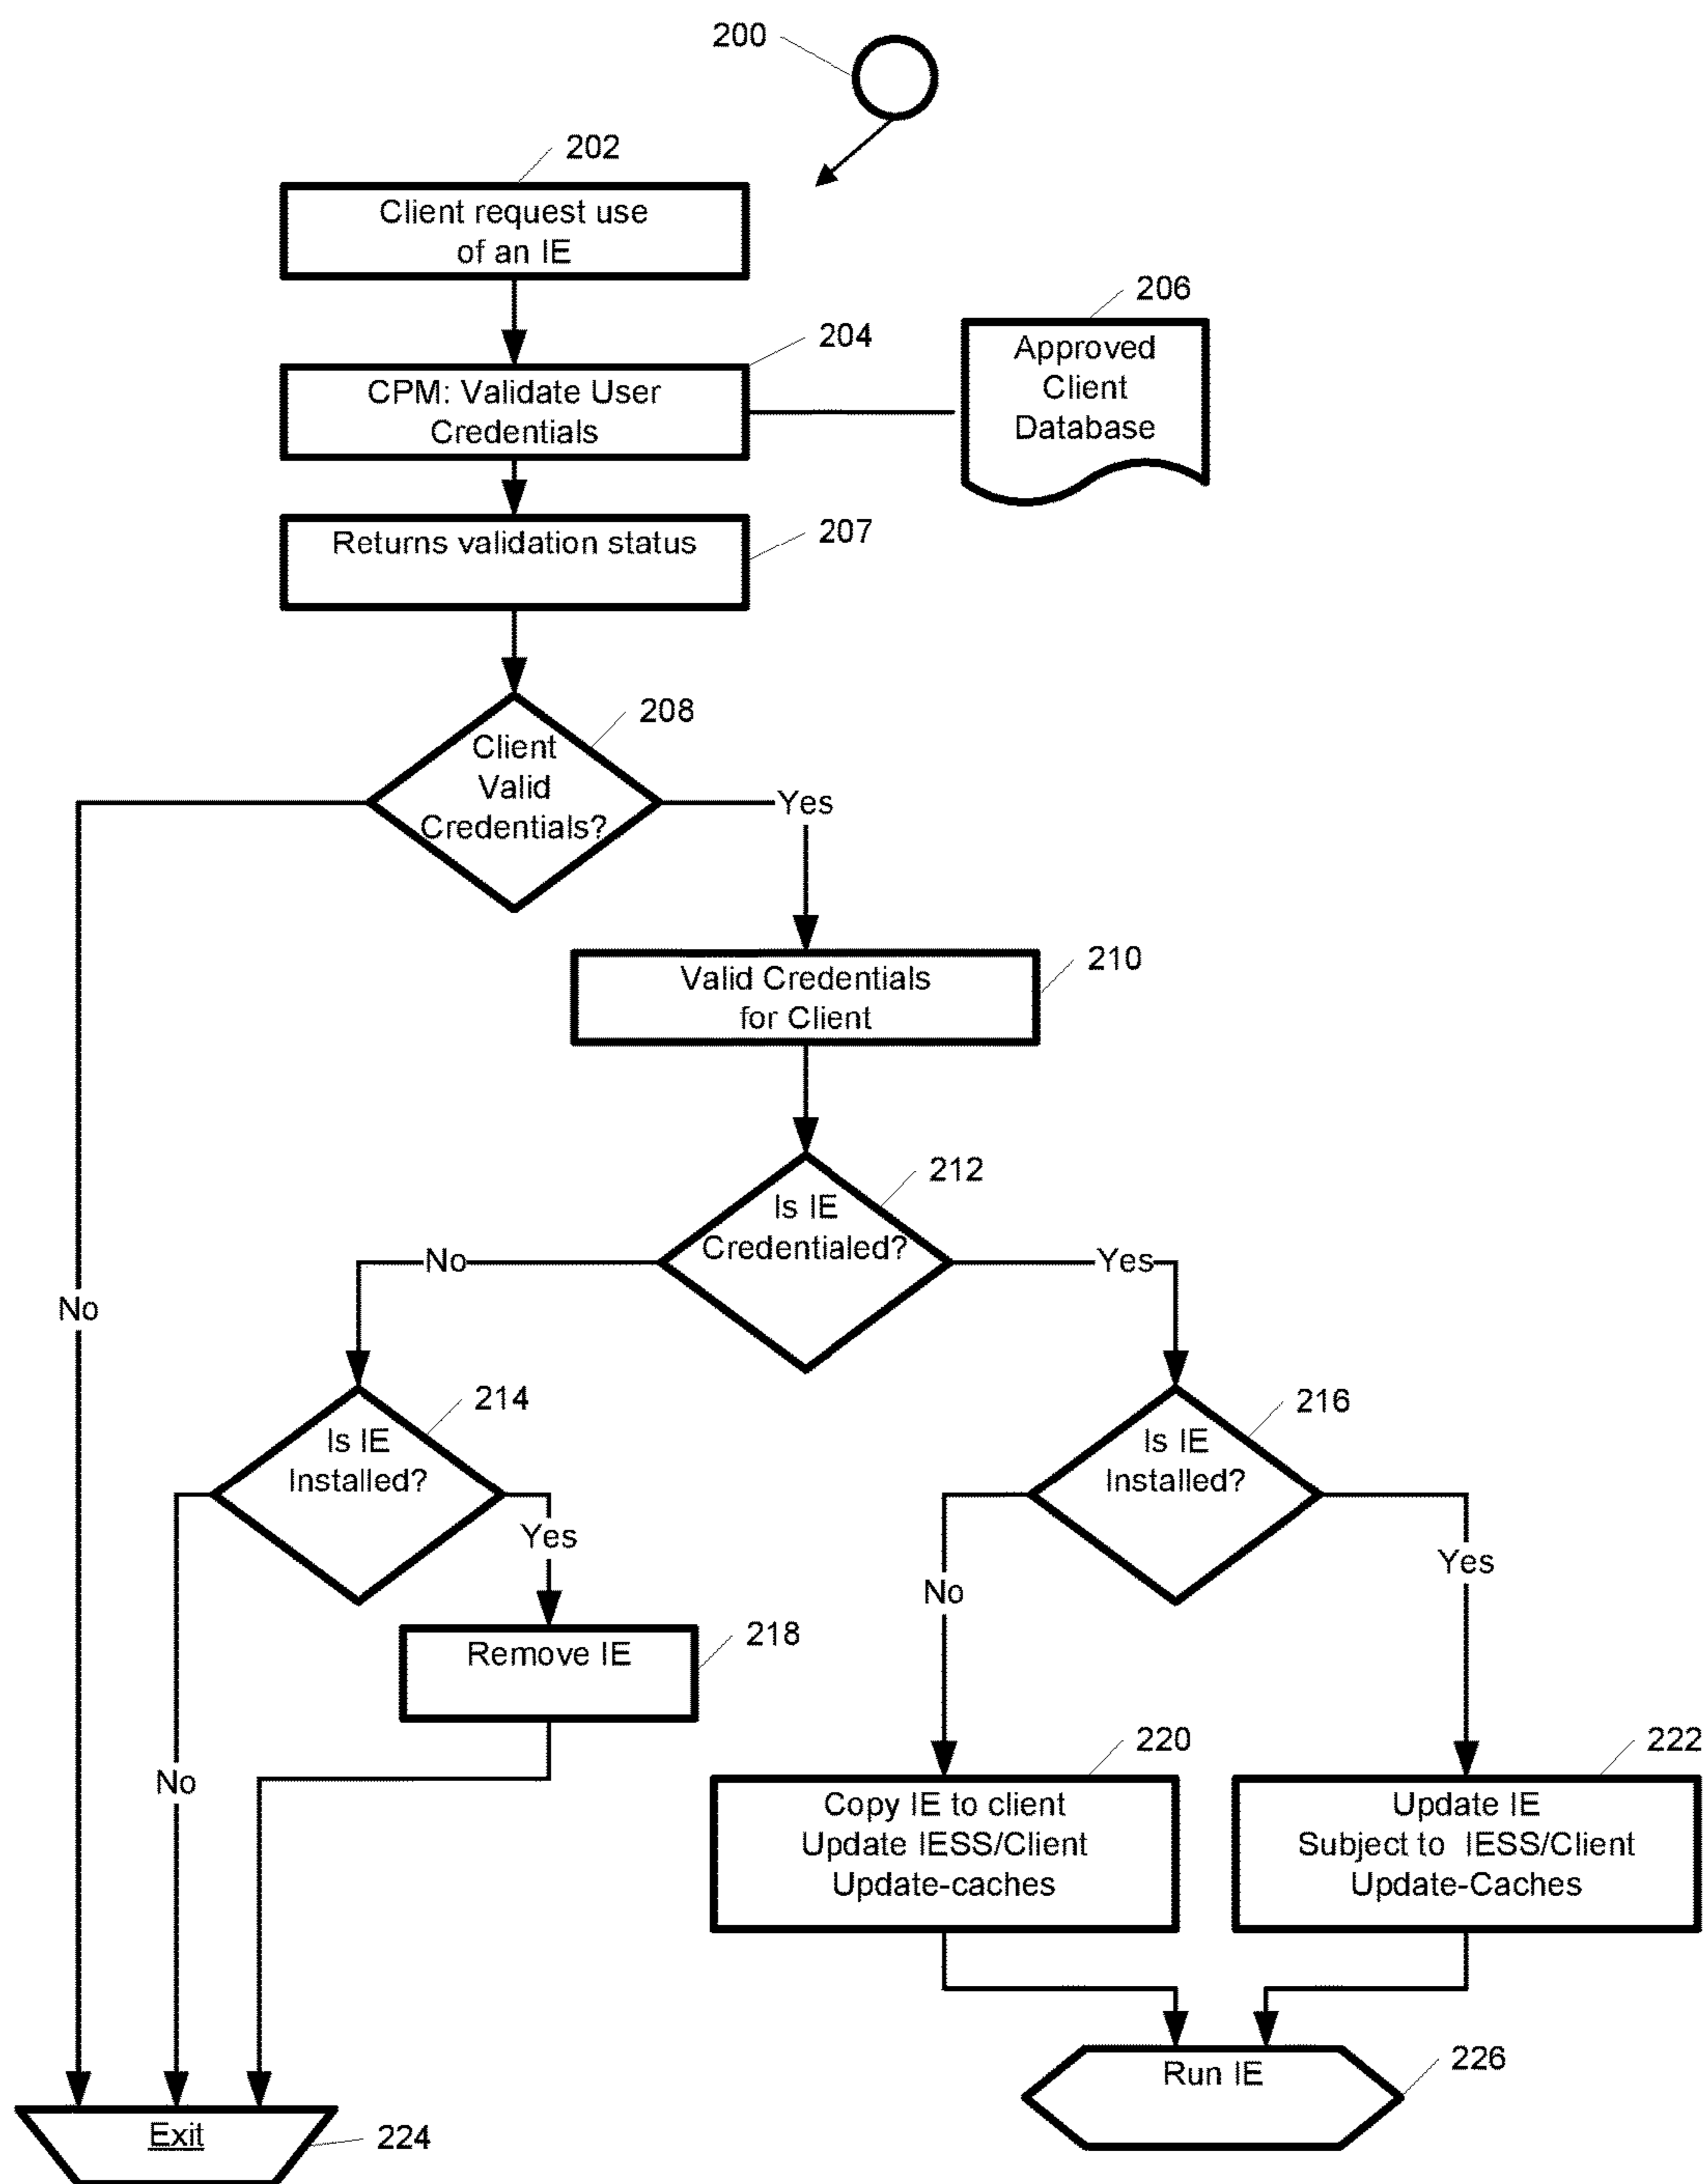 200
202
Client request use
of an IE
206
Approved
Client
Database
204
CPM: Validate User
Credentials
207
Returns validation status
208
Client
Valid
Credentials?
Yes
No
210
Valid Credentials
for Client
212
Is IE
Credentialed?
No
Yes
214
Is IE
Installed?
216
Is IE
Installed?
Yes
No
No
Yes
218
Remove IE
220
Copy IE to client
Update IESS/Client
Update-caches
222
Update IE
Subject to IESS/Client
Update-Caches
Run IE
226
Exit
224